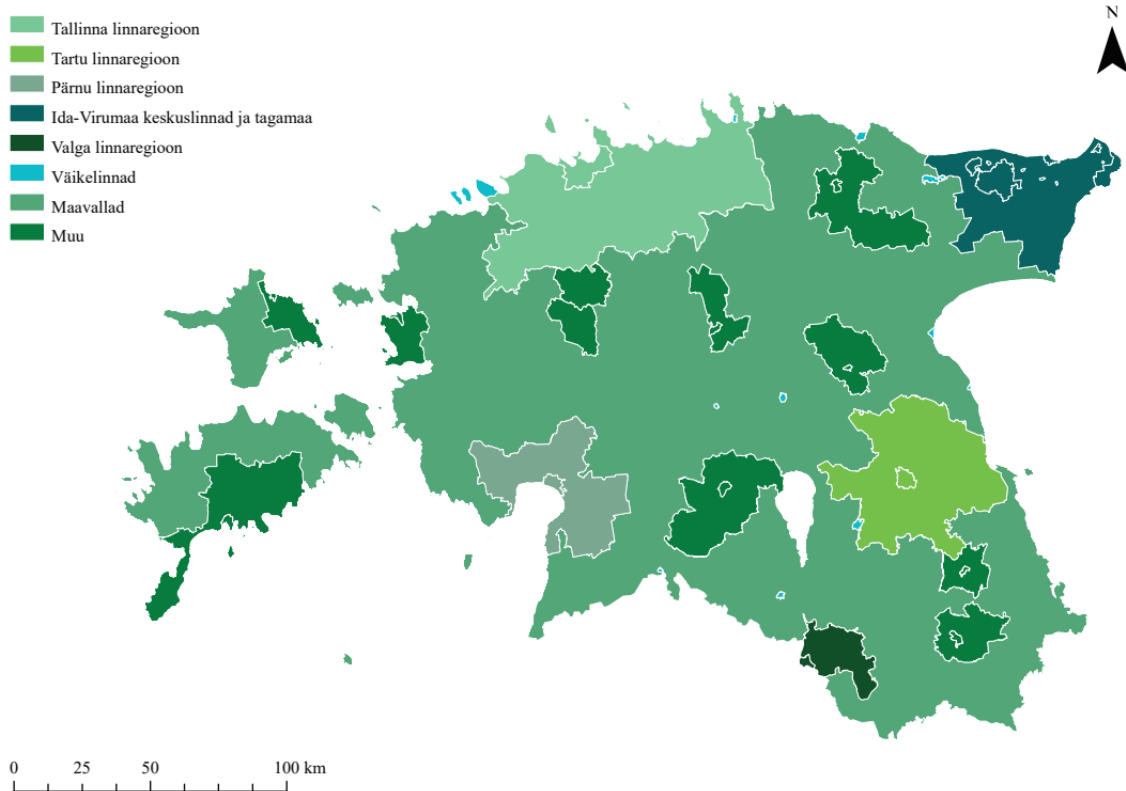 Tallinna linnaregioon
Tartu linnaregioon
Pärnu linnaregioon
Ida-Virumaa keskuslinnad ja tagamaa
Valga linnaregioon
Väikelinnad
Maavallad
Muu
N
0 25 50 100 km